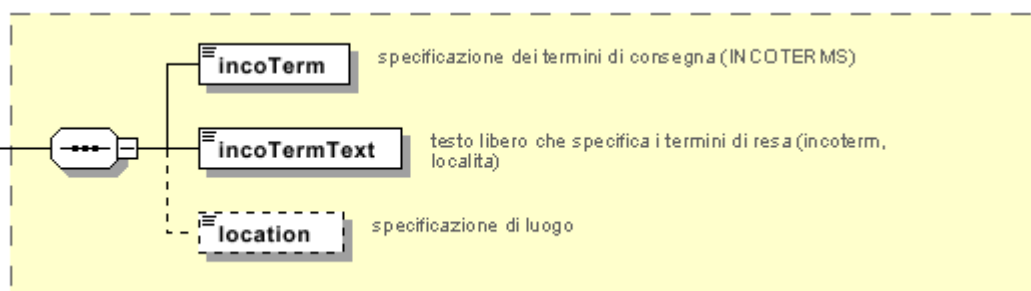 incoTerm
specificazione dei termini di consegna (INCOTERMS)
incoTermText
testo libero che specifica i termini di resa (incoterm,
localita)
location
specificazione di luogo